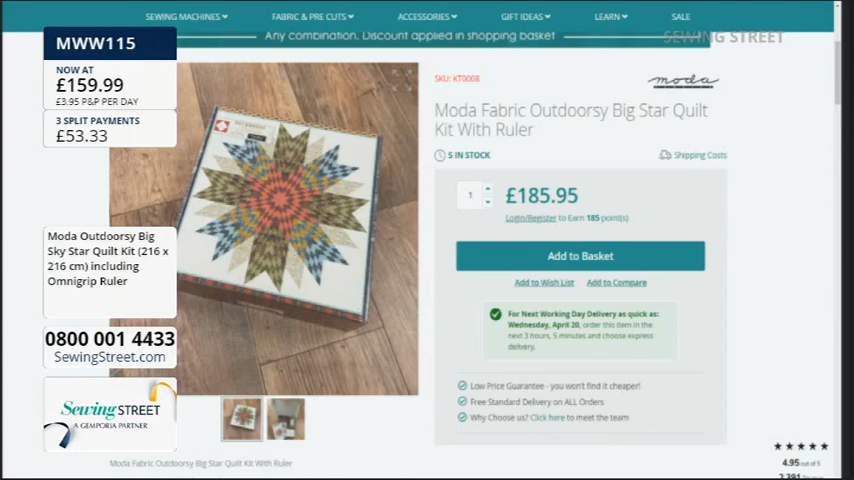 SEWING MACHINES
FABRIC & PRE CUTS
ACCESSORIES
GIFT IDEAS
LEARN
SALE
Any combination. Discount applied in shopping basket
SEWING STREET
MWW115
NOW AT
£159.99
£3.95 P&P PER DAY
3 SPLIT PAYMENTS
£53.33
Moda Outdoorsy Big
Sky Star Quilt Kit (216 x
216 cm) including
Omnigrip Ruler
0800 001 4433
SewingStreet.com
Sewing STREET
A GEMPORIA PARTNER
SKU: KT0008
moda
Moda Fabric Outdoorsy Big Star Quilt
Kit With Ruler
5 IN STOCK
Shipping Costs
1
£185.95
Login/Register to Earn 185 point(s)
Add to Basket
Add to Wish List
Add to Compare
For Next Working Day Delivery as quick as:
Wednesday, April 20, order this item in the
next 3 hours, 5 minutes and choose express
delivery.
Low Price Guarantee - you won't find it cheaper!
Free Standard Delivery on ALL Orders
Why Choose us? Click here to meet the team
Moda Fabric Outdoorsy Big Star Quilt Kit With Ruler
4.95 out of 5